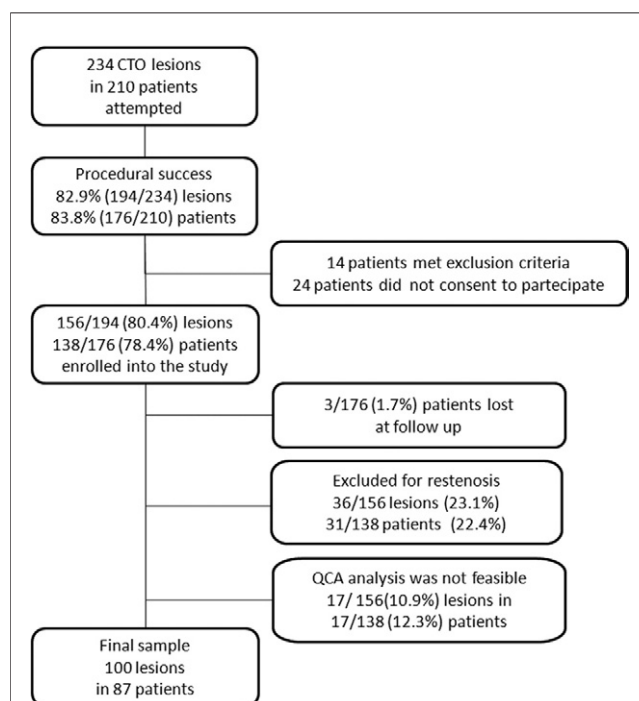 234 CTO lesions
in 210 patients
attempted
Procedural success
82.9% (194/234) lesions
83.8% (176/210) patients
14 patients met exclusion criteria
24 patients did not consent to partecipate
156/194 (80.4%) lesions
138/176 (78.4%) patients
enrolled into the study
3/176 (1.7%) patients lost
at follow up
Excluded for restenosis
36/156 lesions (23.1%)
31/138 patients (22.4%)
QCA analysis was not feasible
17/ 156(10.9%) lesions in
17/138 (12.3%) patients
Final sample
100 lesions
in 87 patients